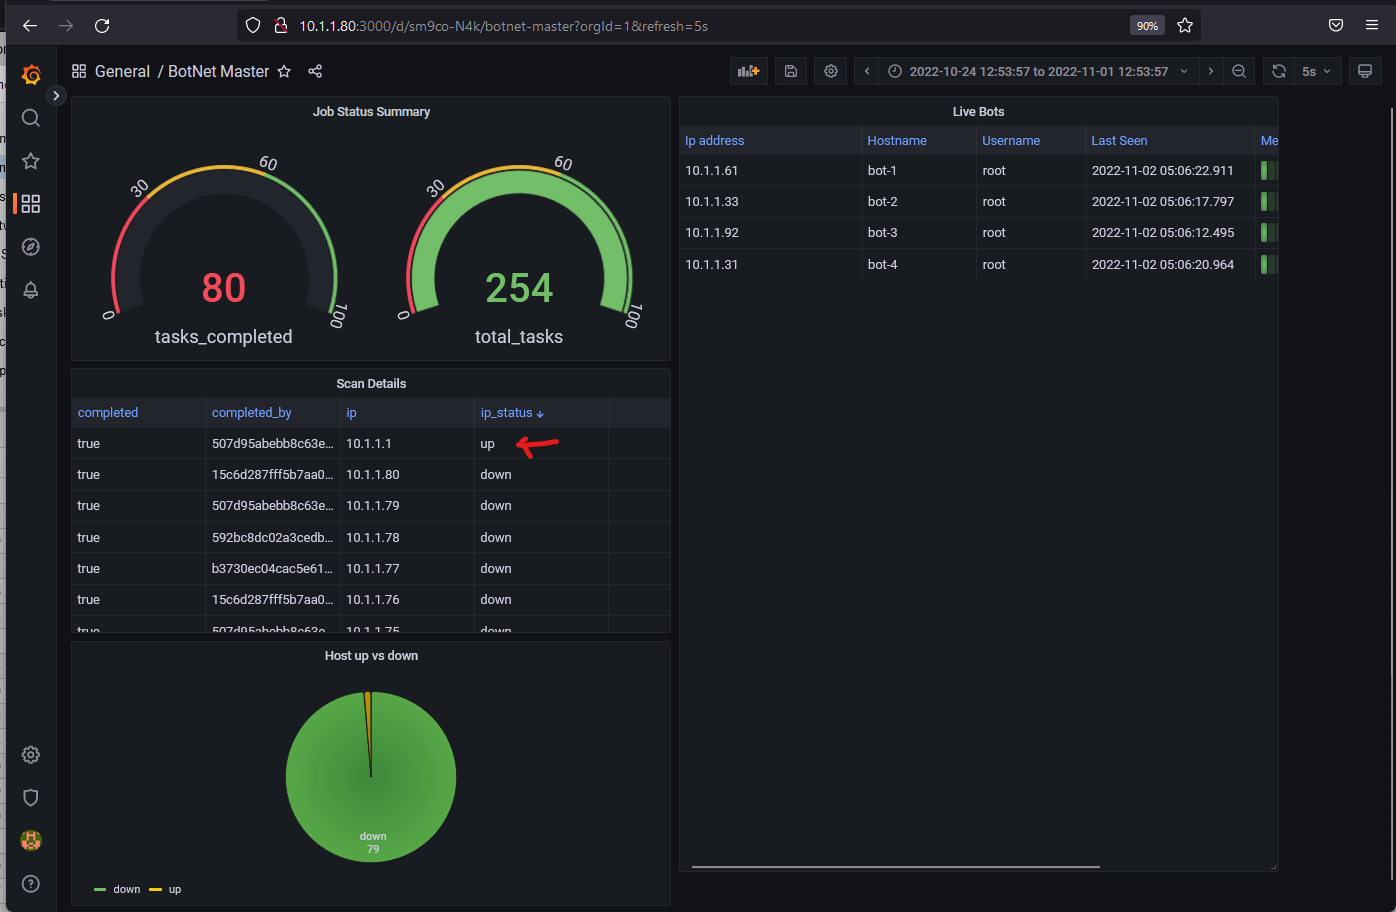 10.1.1.80:3000/d/sm9co-N4k/botnet-master?orgId=1&refresh=5s
90%
General / BotNet Master
2022-10-24 12:53:57 to 2022-11-01 12:53:57
5s
Job Status Summary
0
30
60
100
80
tasks_completed
0
30
60
100
254
total_tasks
Live Bots
Ip address Hostname Username Last Seen Me
10.1.1.61 bot-1 root 2022-11-02 05:06:22.911
10.1.1.33 bot-2 root 2022-11-02 05:06:17.797
10.1.1.92 bot-3 root 2022-11-02 05:06:12.495
10.1.1.31 bot-4 root 2022-11-02 05:06:20.964
Scan Details
completed completed_by ip ip_status
true 507d95abebb8c63e... 10.1.1.1 up
true 15c6d287fff5b7aa0... 10.1.1.80 down
true 507d95abebb8c63e... 10.1.1.79 down
true 592bc8dc02a3cedb... 10.1.1.78 down
true b3730ec04cac5e61... 10.1.1.77 down
true 15c6d287fff5b7aa0... 10.1.1.76 down
true 507d95abebb8c63e... 10.1.1.75 down
Host up vs down
down
79
down up